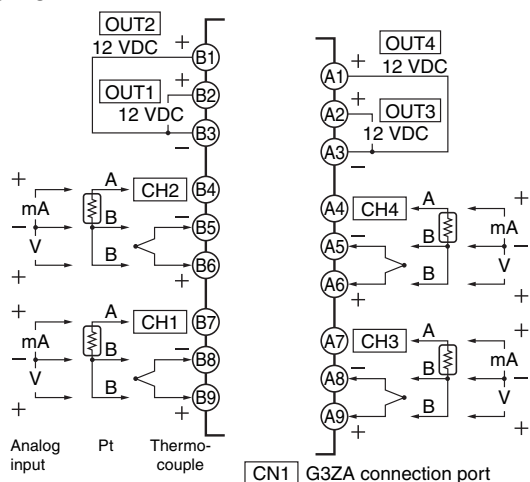 OUT2
12 VDC
+
B1
OUT1
+
12 VDC
B2
B3
−
+
A
CH2
B4
mA
−
B
−
B5
V
B
B6
+
+
+
A
CH1
B7
mA
−
B
−
B8
V
B
B9
+
+
Analog input
Pt
Thermo-couple
OUT4
+
12 VDC
A1
+
OUT3
A2
12 VDC
A3
−
A4
CH4
A
+
mA
A5
−
B
−
V
A6
B
+
+
A7
CH3
A
+
mA
A8
−
B
−
V
A9
B
+
+
CN1 G3ZA connection port